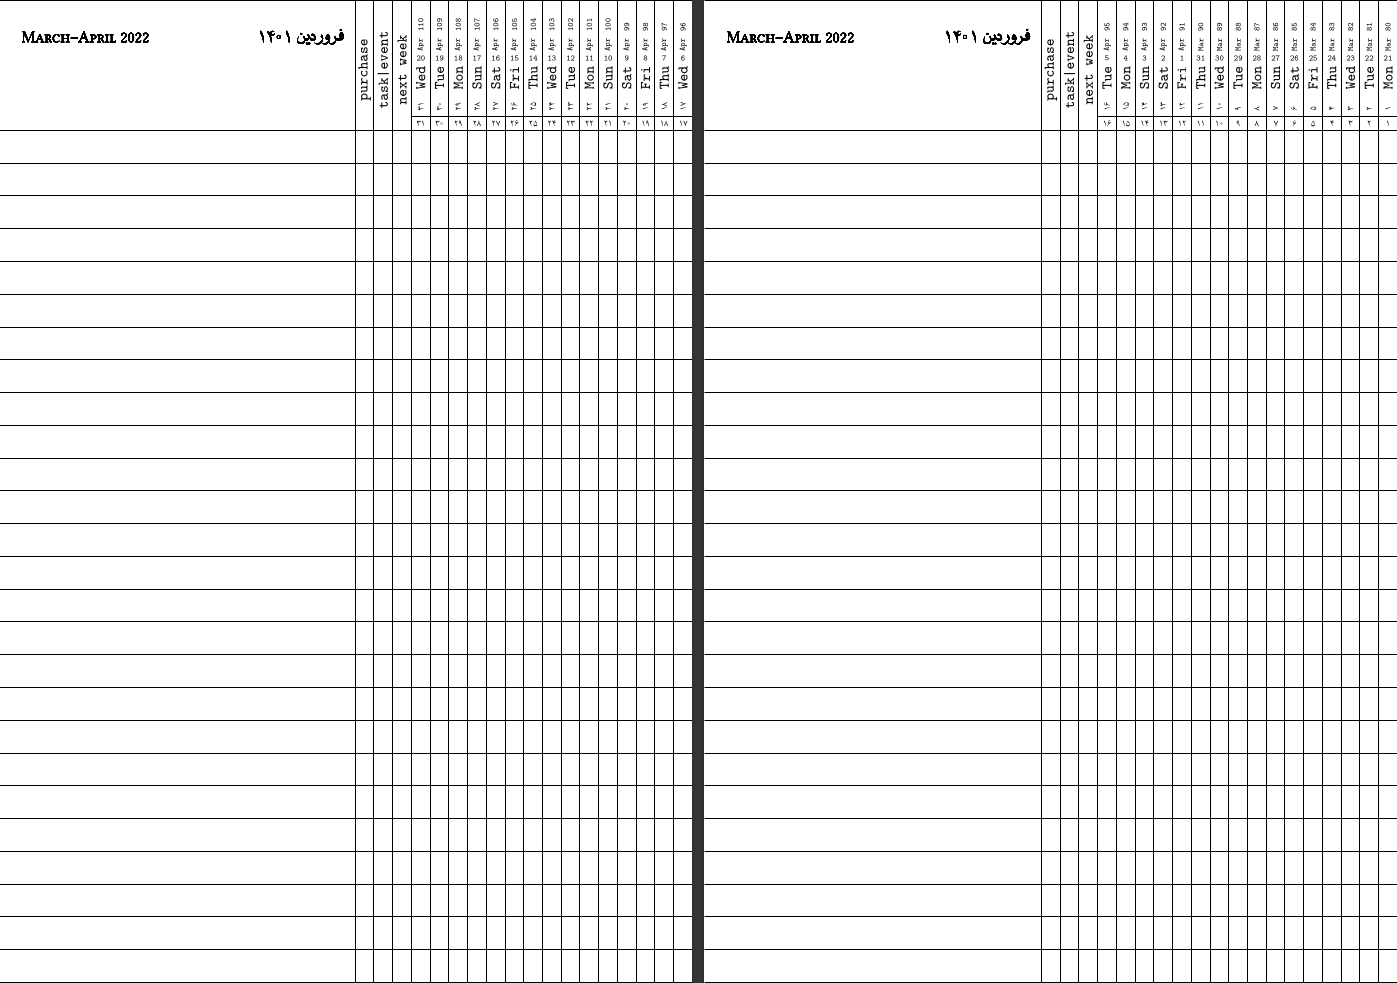 March–April 2022
فروردین ۱۴۰۱
purchase
task|event
next week
۳۱ Wed 20 Apr 110
۳۰ Tue 19 Apr 109
۲۹ Mon 18 Apr 108
۲۸ Sun 17 Apr 107
۲۷ Sat 16 Apr 106
۲۶ Fri 15 Apr 105
۲۵ Thu 14 Apr 104
۲۴ Wed 13 Apr 103
۲۳ Tue 12 Apr 102
۲۲ Mon 11 Apr 101
۲۱ Sun 10 Apr 100
۲۰ Sat 9 Apr 99
۱۹ Fri 8 Apr 98
۱۸ Thu 7 Apr 97
۱۷ Wed 6 Apr 96
۳۱ ۳۰ ۲۹ ۲۸ ۲۷ ۲۶ ۲۵ ۲۴ ۲۳ ۲۲ ۲۱ ۲۰ ۱۹ ۱۸ ۱۷
March–April 2022
فروردین ۱۴۰۱
purchase
task|event
next week
۱۶ Tue 5 Apr 95
۱۵ Mon 4 Apr 94
۱۴ Sun 3 Apr 93
۱۳ Sat 2 Apr 92
۱۲ Fri 1 Apr 91
۱۱ Thu 31 Mar 90
۱۰ Wed 30 Mar 89
۹ Tue 29 Mar 88
۸ Mon 28 Mar 87
۷ Sun 27 Mar 86
۶ Sat 26 Mar 85
۵ Fri 25 Mar 84
۴ Thu 24 Mar 83
۳ Wed 23 Mar 82
۲ Tue 22 Mar 81
۱ Mon 21 Mar 80
۱۶ ۱۵ ۱۴ ۱۳ ۱۲ ۱۱ ۱۰ ۹ ۸ ۷ ۶ ۵ ۴ ۳ ۲ ۱